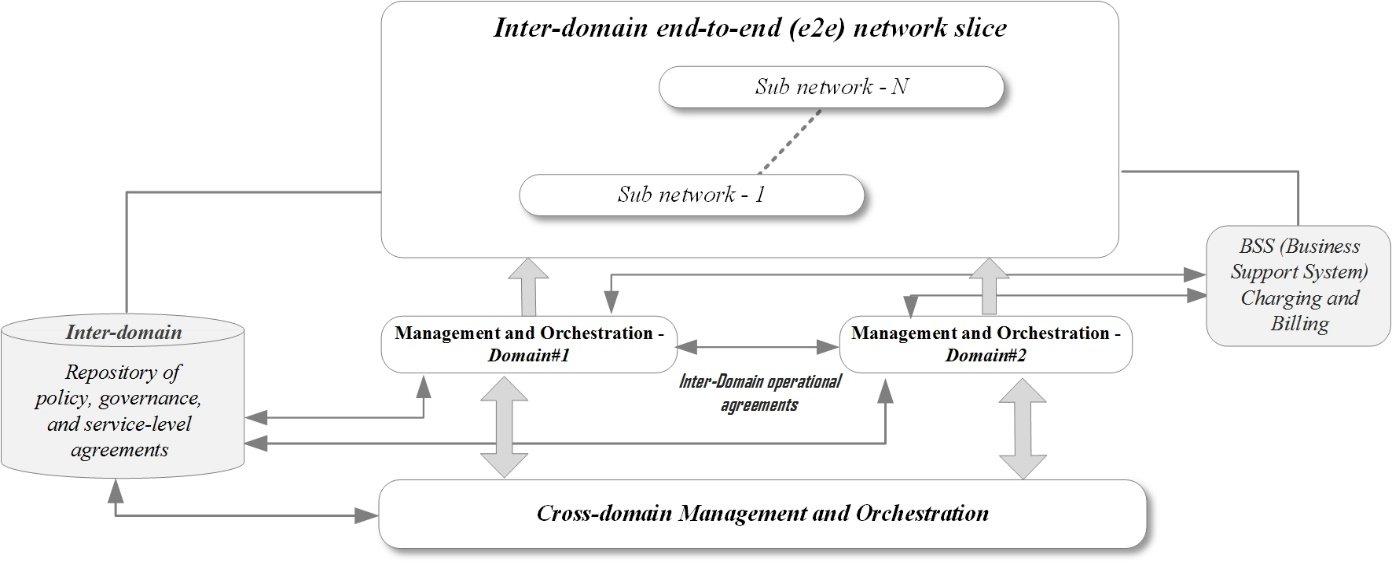 Inter-domain end-to-end (e2e) network slice
Sub network - N
Sub network - 1
BSS (Business
Support System)
Charging and
Billing
Inter-domain
Repository of
policy, governance,
and service-level
agreements
Management and Orchestration -
Domain#1
Management and Orchestration -
Domain#2
Inter-Domain operational
agreements
Cross-domain Management and Orchestration